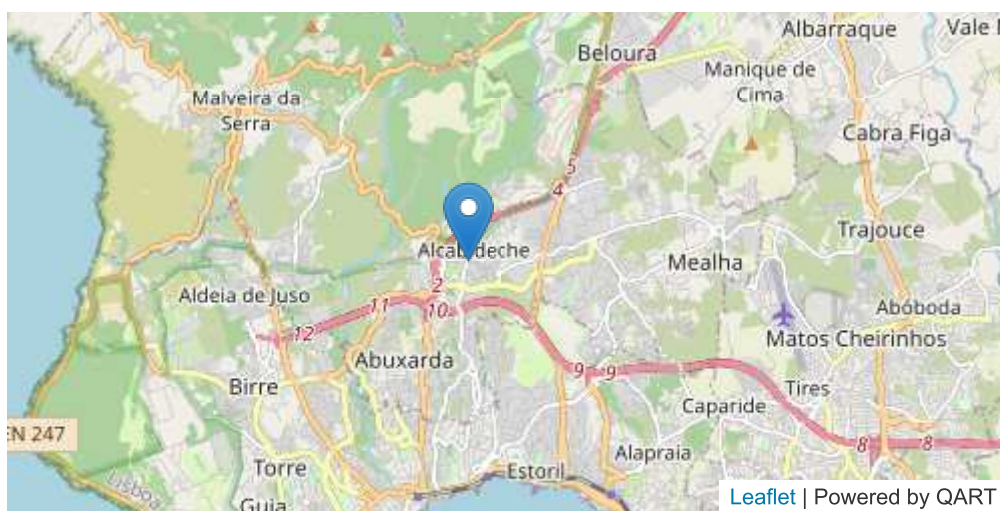 Albarraque
Vale
Beloura
Manique de
Cima
Malveira da
Serra
Cabra Figa
5
4
Trajouce
Alcabideche
Mealha
2
Aldeia de Juso
11
10
12
Abóboda
Matos Cheirinhos
Abuxarda
9
9
Birre
Tires
Caparide
EN 247
8
8
Alapraia
Torre
Estoril
Lisboa
Guia
Leaflet | Powered by QART